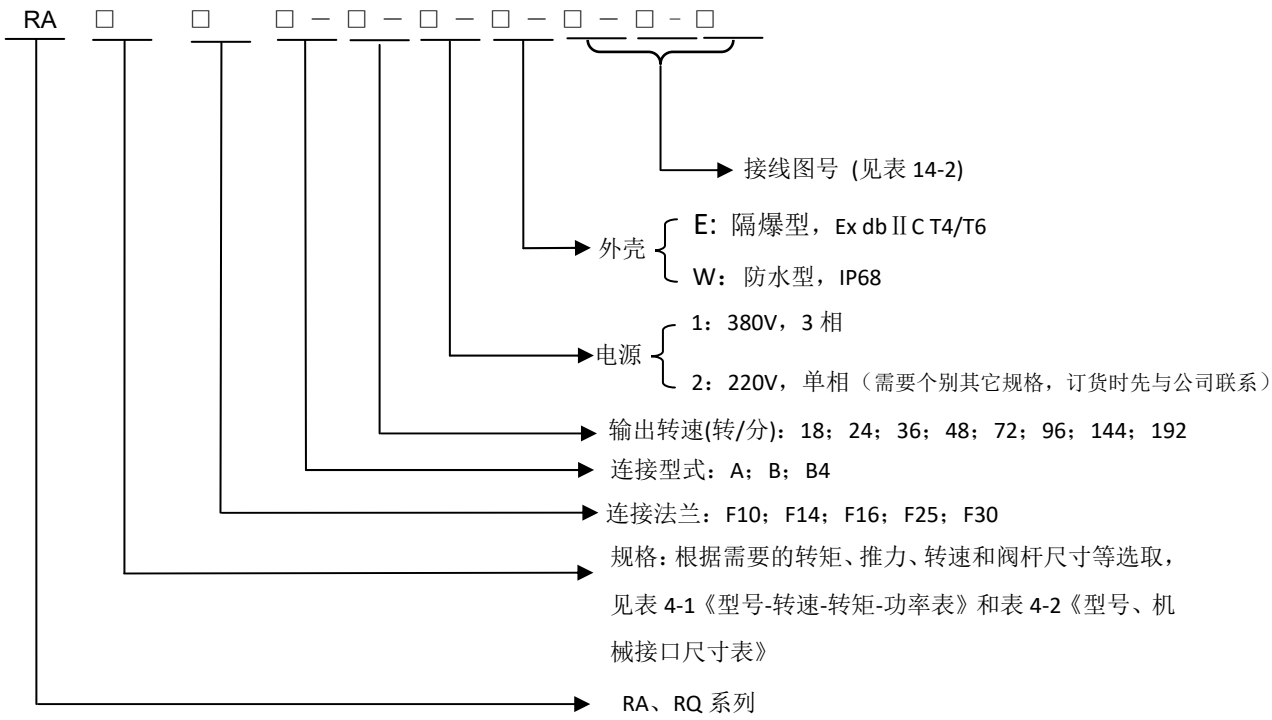 RA □ □ □ — □ — □ — □ — □ — □ - □
接线图号 (见表 14-2)
E: 隔爆型，Ex db Ⅱ C T4/T6
外壳
W：防水型，IP68
1：380V，3 相
电源
2：220V，单相（需要个别其它规格，订货时先与公司联系）
输出转速(转/分)：18；24；36；48；72；96；144；192
连接型式：A；B；B4
连接法兰：F10；F14；F16；F25；F30
规格：根据需要的转矩、推力、转速和阀杆尺寸等选取，
见表 4-1《型号-转速-转矩-功率表》和表 4-2《型号、机
械接口尺寸表》
RA、RQ 系列